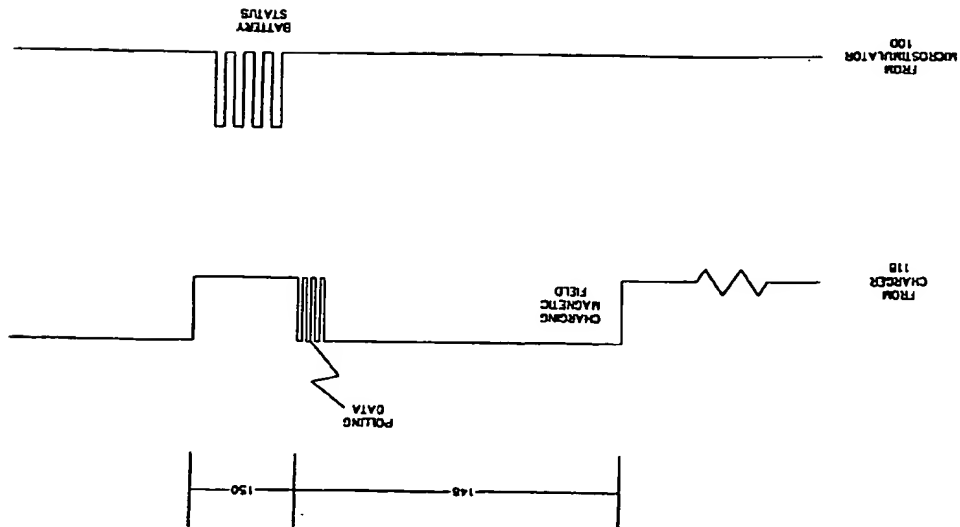 148
150
POLLING
DATA
FROM
CHARGER
118
CHARGING
MAGNETIC
FIELD
FROM
MICROSTIMULATOR
100
BATTERY
STATUS